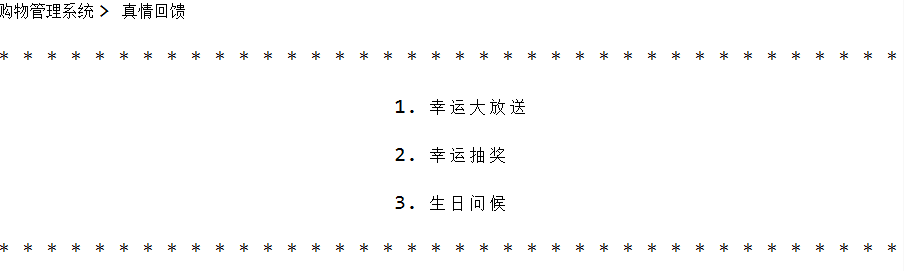 购物管理系统 > 真情回馈
* * * * * * * * * * * * * * * * * * * * * * * * * * * * * * * * * * * * * *
1. 幸运大放送
2. 幸运抽奖
3. 生日问候
* * * * * * * * * * * * * * * * * * * * * * * * * * * * * * * * * * * * * *